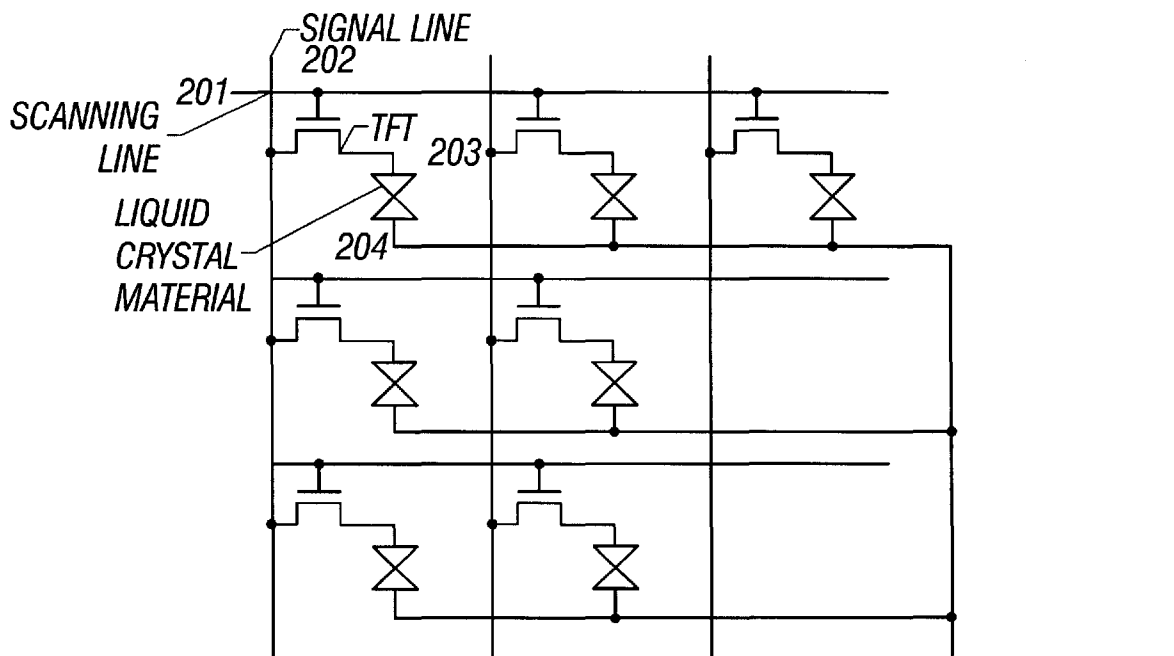 SIGNAL LINE
202
201
SCANNING
LINE
TFT
203
LIQUID
CRYSTAL
MATERIAL
204